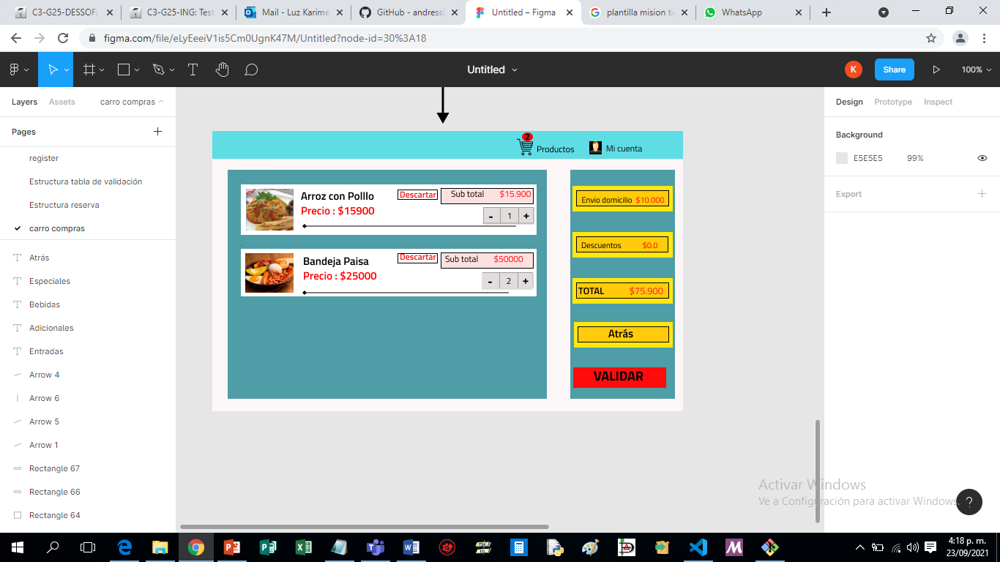 C3-G25-DESSOF:
C3-G25-ING: Test
Mail - Luz Karime
GitHub - andress
Untitled – Figma
plantilla mision ti
WhatsApp
figma.com/file/eLyEeeiV1is5Cm0UgnK47M/Untitled?node-id=30%3A18
Untitled
K
Share
100%
Layers
Assets
carro compras
Design
Prototype
Inspect
Pages
Background
E5E5E5
99%
Export
register
Estructura tabla de validación
Estructura reserva
carro compras
Atrás
Especiales
Bebidas
Adicionales
Entradas
Arrow 4
Arrow 6
Arrow 5
Arrow 1
Rectangle 67
Rectangle 66
Rectangle 64
2
Productos
Mi cuenta
Arroz con Polllo
Descartar
Sub total $15.900
Precio : $15900
- 1 +
Bandeja Paisa
Descartar
Sub total $50000
Precio : $25000
- 2 +
Envio domicilio $10.000
Descuentos $0.0
TOTAL $75.900
Atrás
VALIDAR
Activar Windows
Ve a Configuración para activar Windows.
?
4:18 p. m.
23/09/2021